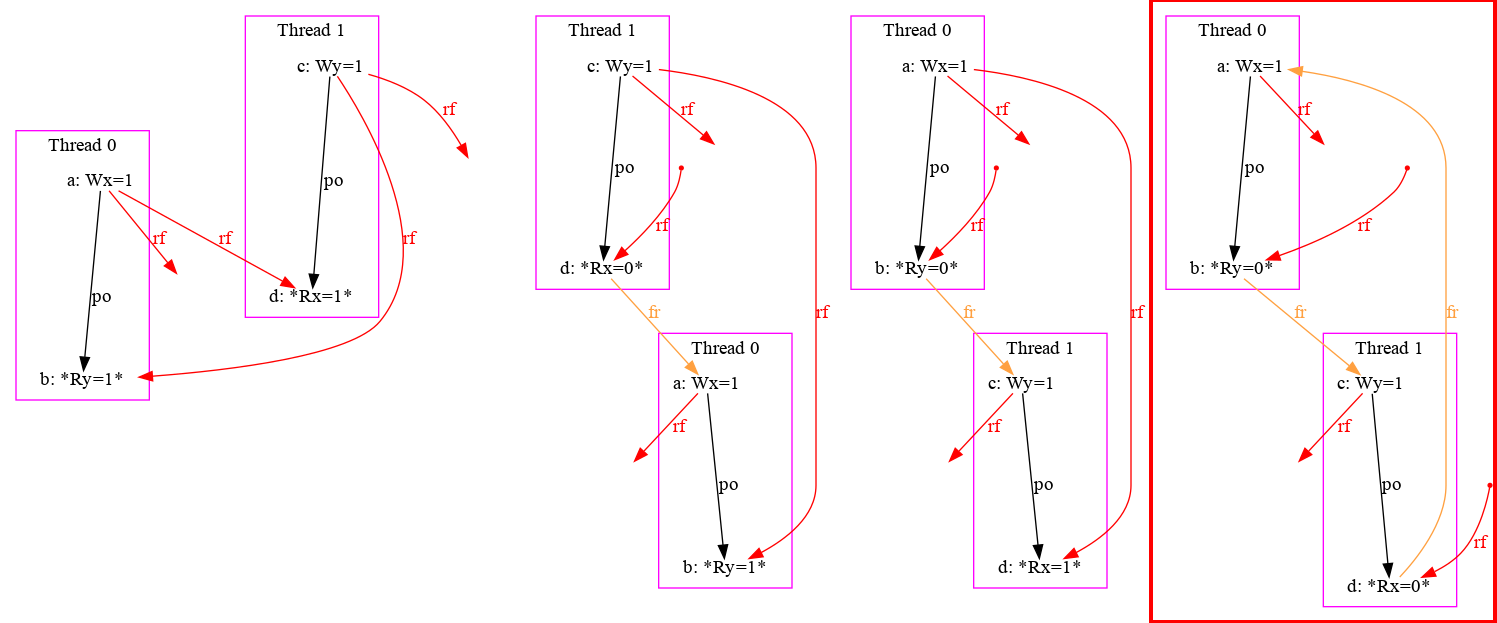 Thread 1
c: Wy=1
rf
Thread 0
a: Wx=1
po
rf
rf
rf
po
d: *Rx=1*
b: *Ry=1*
Thread 1
c: Wy=1
rf
po
rf
d: *Rx=0*
fr
rf
Thread 0
a: Wx=1
rf
po
b: *Ry=1*
Thread 0
a: Wx=1
rf
po
rf
b: *Ry=0*
fr
rf
Thread 1
c: Wy=1
rf
po
d: *Rx=1*
Thread 0
a: Wx=1
rf
po
rf
b: *Ry=0*
fr
fr
Thread 1
c: Wy=1
rf
po
rf
d: *Rx=0*